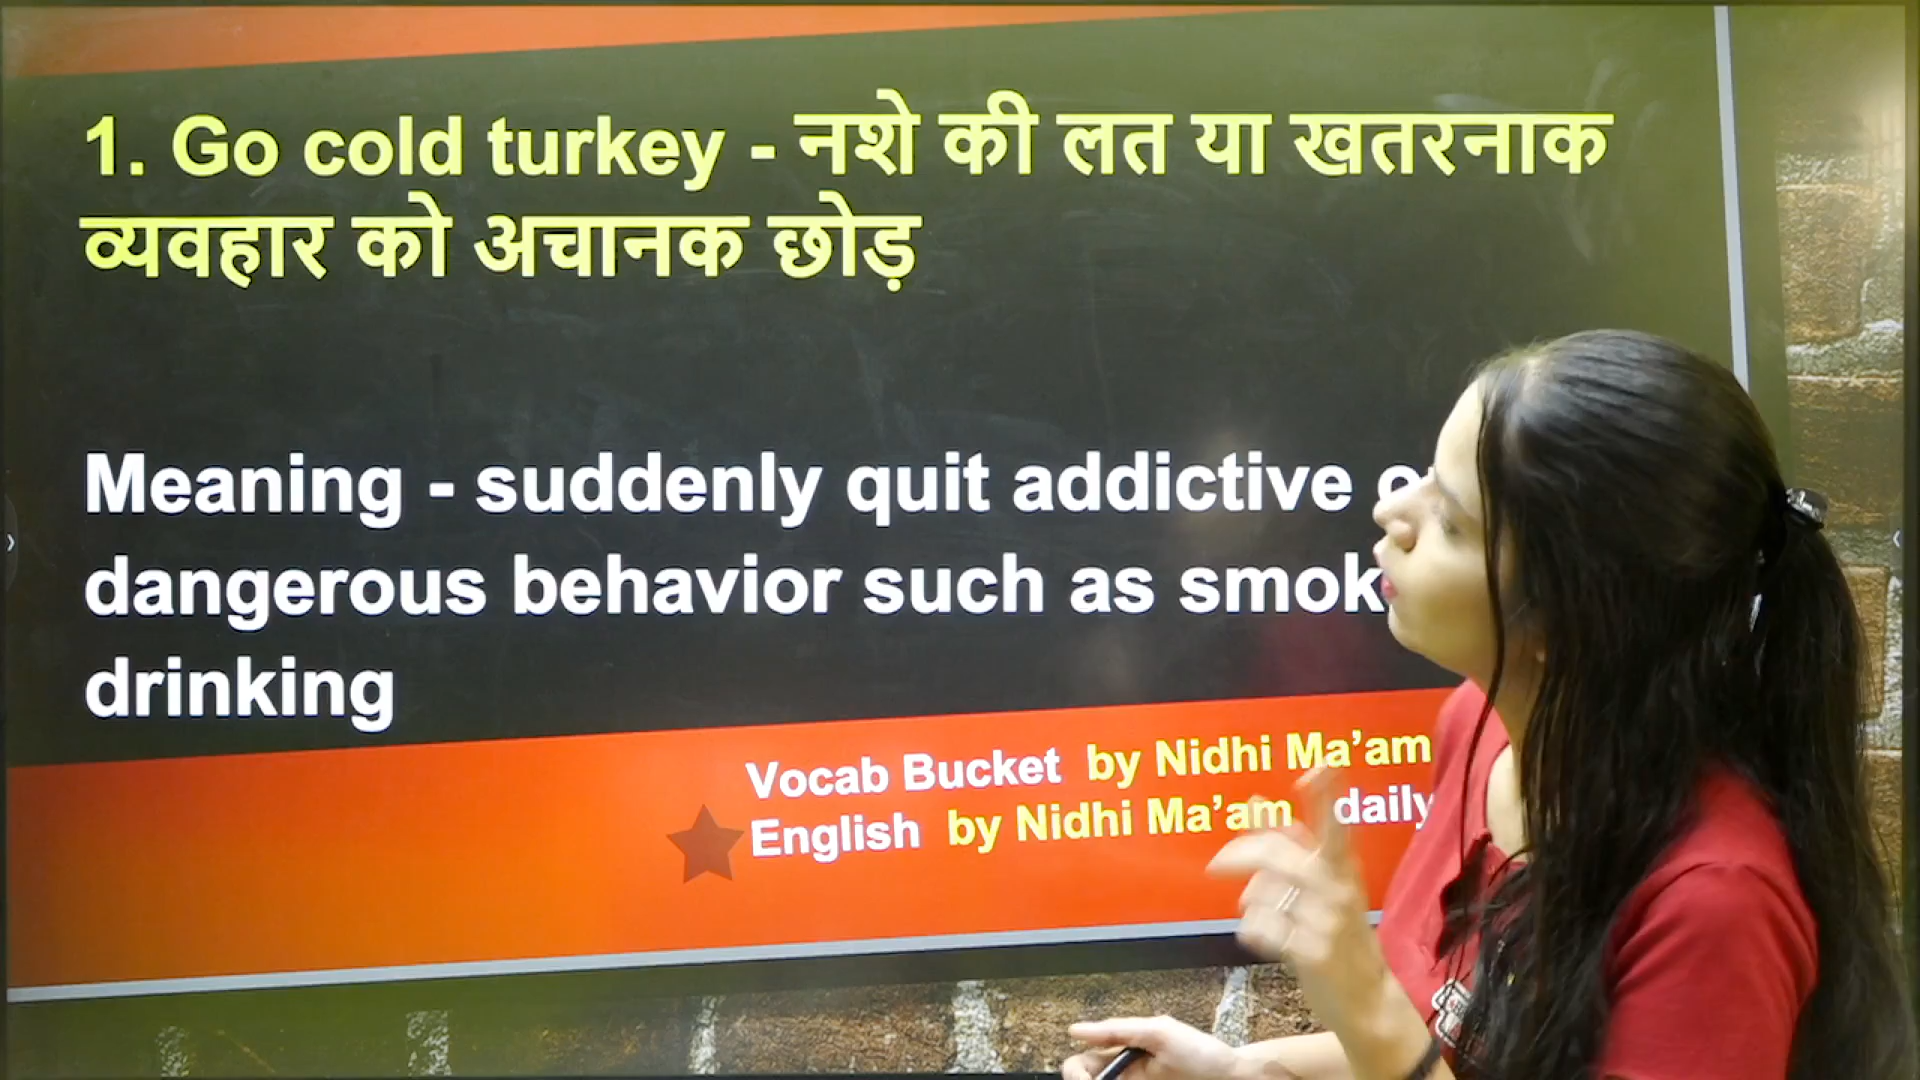 1. Go cold turkey - नशे की लत या खतरनाक
व्यवहार को अचानक छोड़
Meaning - suddenly quit addictive
dangerous behavior such as smok
drinking
Vocab Bucket by Nidhi Ma’am
English by Nidhi Ma’am daily